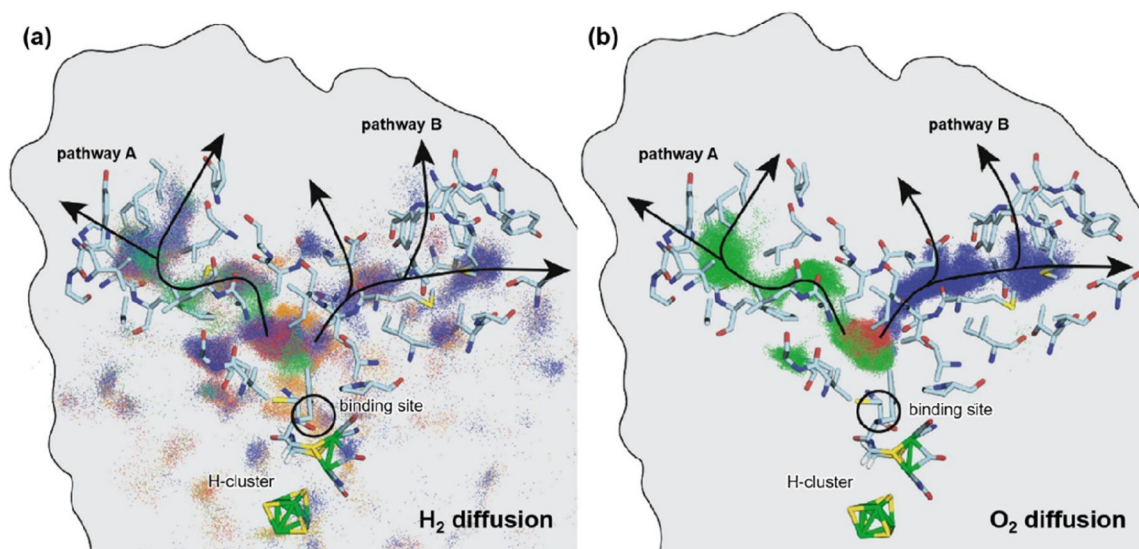 (a)
pathway A
pathway B
binding site
H-cluster
H₂ diffusion
(b)
pathway A
pathway B
binding site
H-cluster
O₂ diffusion